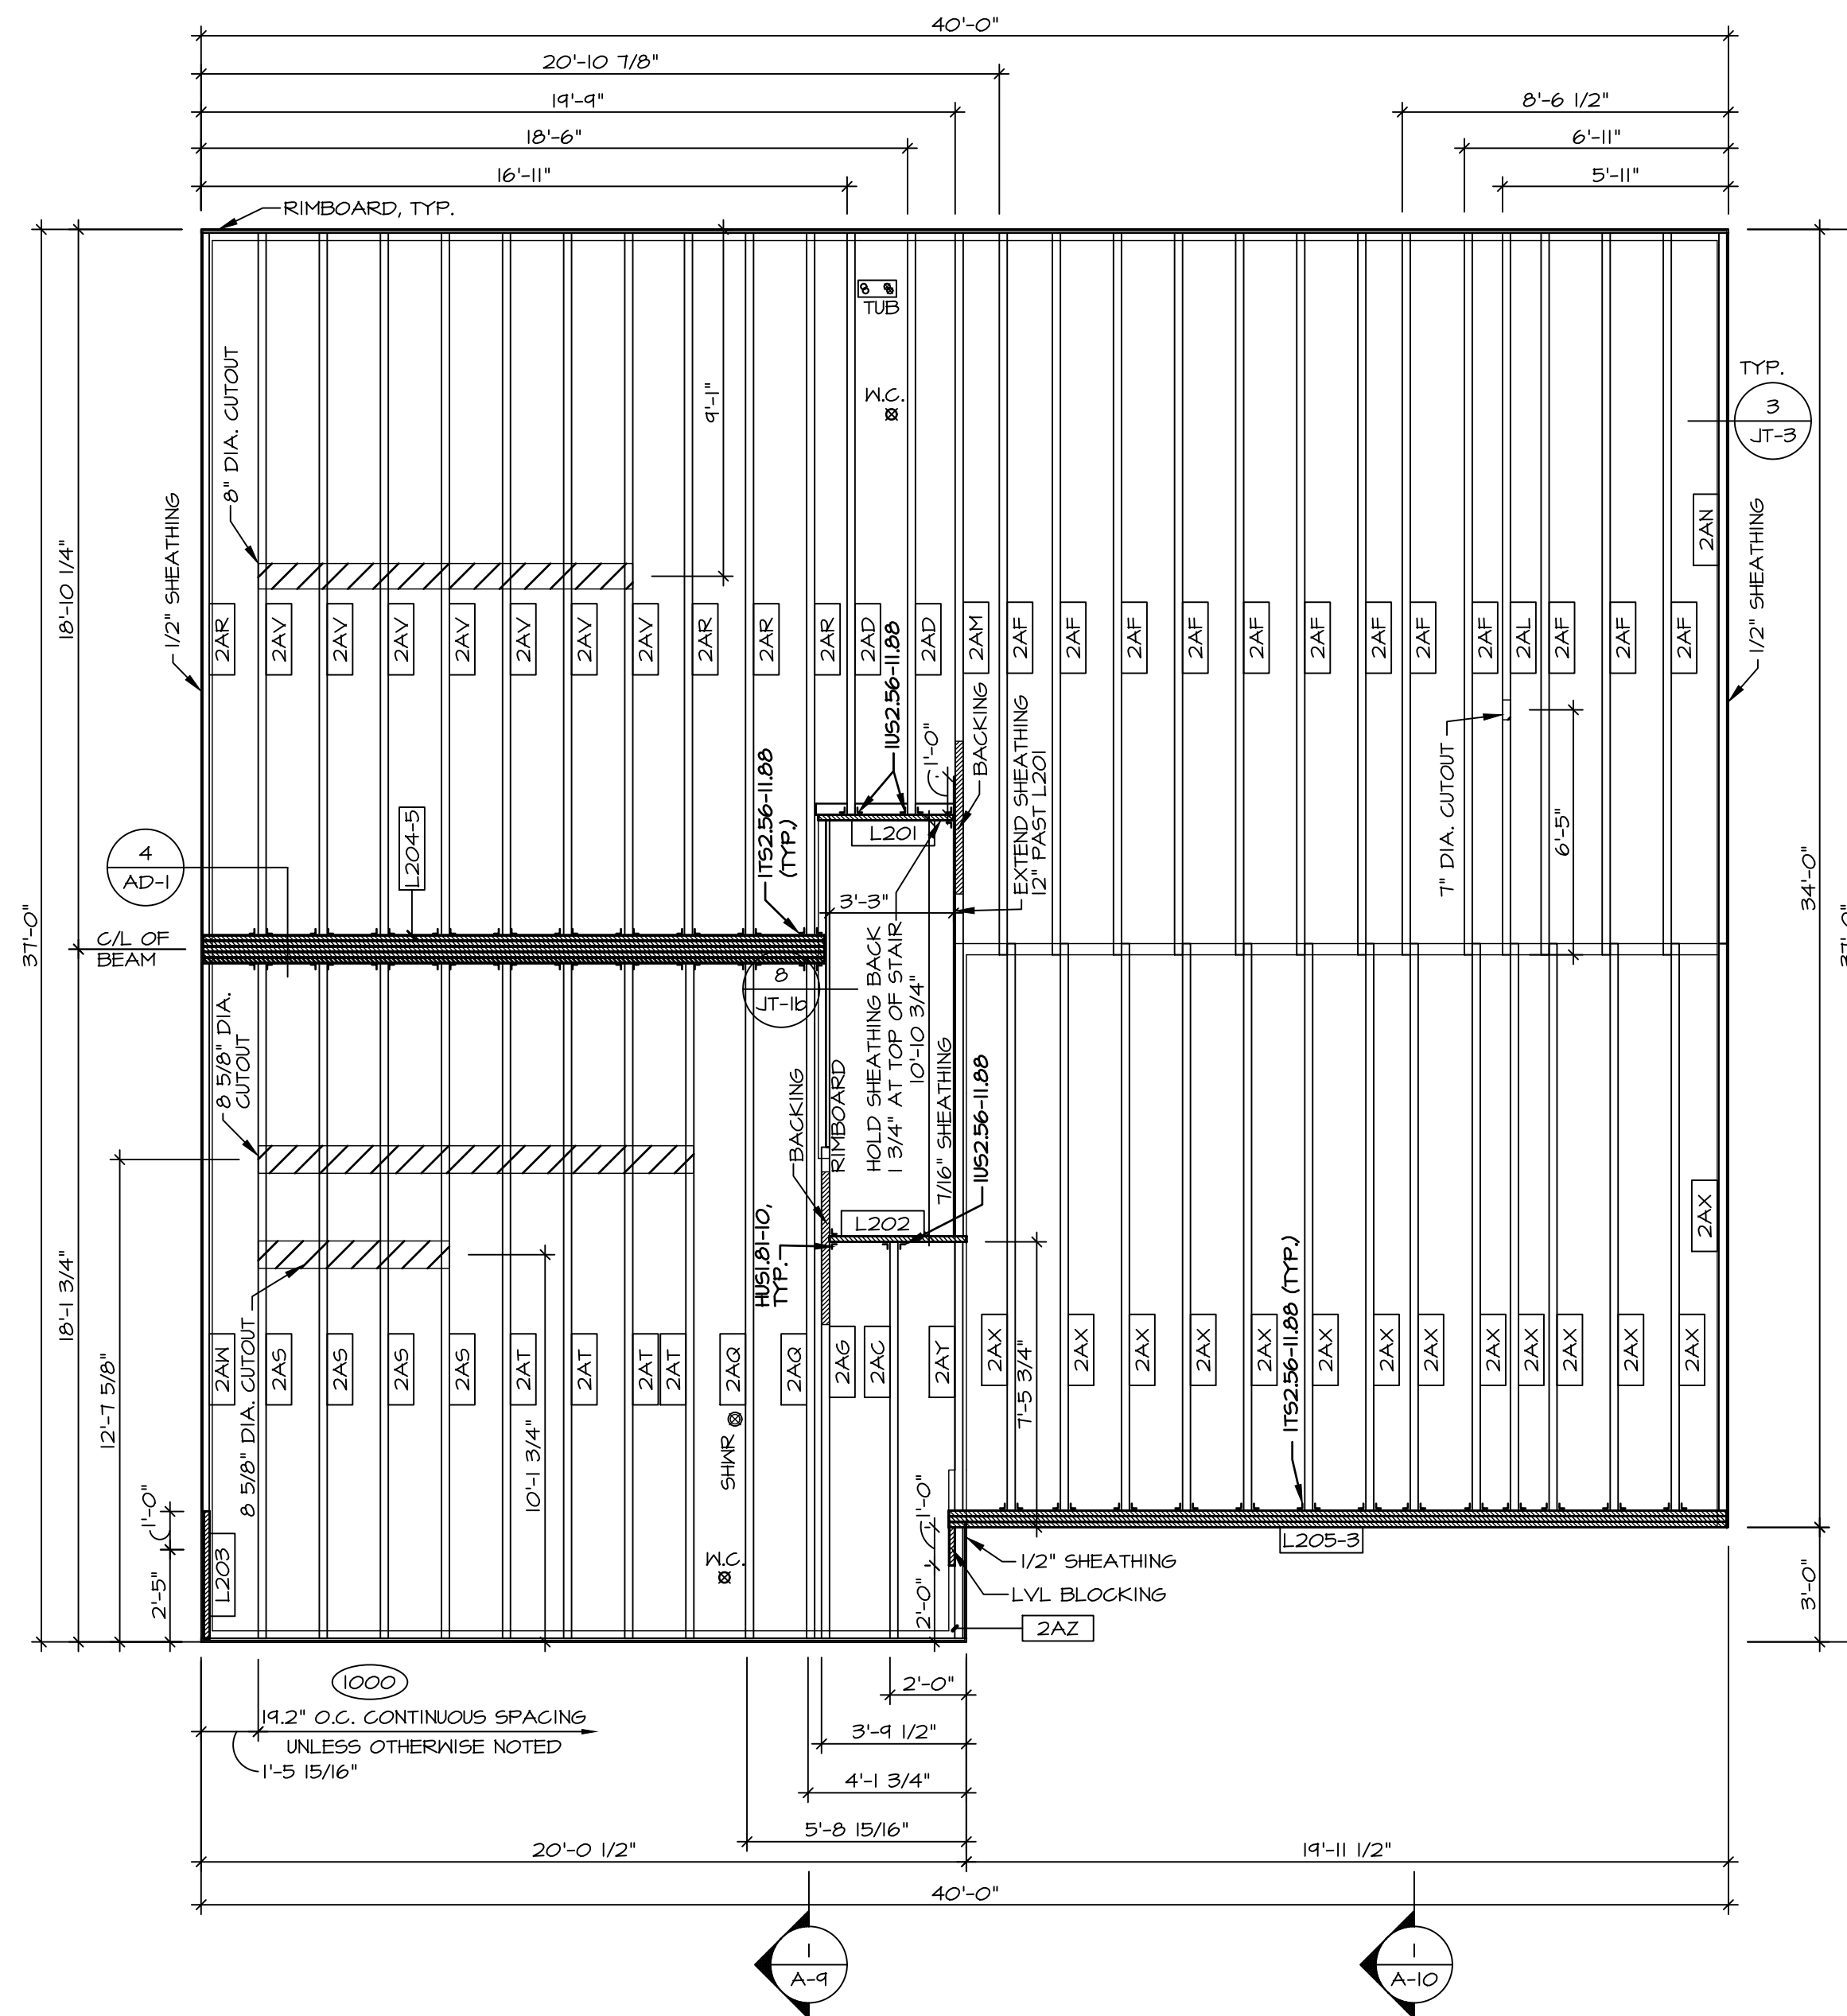 40'-0"
20'-10 7/8"
19'-9"
8'-6 1/2"
18'-6"
6'-11"
16'-11"
5'-11"
RIMBOARD, TYP.
TUB
W.C.
9'-1"
8" DIA. CUTOUT
TYP.
3
JT-3
1/2" SHEATHING
18'-10 1/4"
37'-0"
2AN
1/2" SHEATHING
34'-0"
37'-0"
2AR
2AV
2AV
2AV
2AV
2AV
2AV
2AV
2AR
2AR
2AR
2AD
2AD
2AM
2AF
2AF
2AF
2AF
2AF
2AF
2AF
2AF
2AF
2AL
2AF
2AF
2AF
IUS2.56-11.88
1'-0"
BACKING
EXTEND SHEATHING
12" PAST L201
7" DIA. CUTOUT
6'-5"
ITS2.56-11.88
(TYP.)
L201
L204-5
4
AD-1
3'-3"
C/L OF
BEAM
8
JT-1b
HOLD SHEATHING BACK
1 3/4" AT TOP OF STAIR
10'-10 3/4"
7/16" SHEATHING
IUS2.56-11.88
RIMBOARD
BACKING
8 5/8" DIA.
CUTOUT
L202
HUS1.81-10,
TYP.
2AX
18'-1 3/4"
12'-7 5/8"
8 5/8" DIA. CUTOUT
10'-1 3/4"
7'-5 3/4"
ITS2.56-11.88 (TYP.)
2AW
2AS
2AS
2AS
2AS
2AT
2AT
2AT
2AT
2AQ
2AQ
2AG
2AC
2AY
2AX
2AX
2AX
2AX
2AX
2AX
2AX
2AX
2AX
2AX
2AX
2AX
2AX
SHWR
W.C.
1'-0"
2'-5"
L203
1'-0"
2'-0"
L205-3
1/2" SHEATHING
LVL BLOCKING
2AZ
3'-0"
1000
19.2" O.C. CONTINUOUS SPACING
UNLESS OTHERWISE NOTED
1'-5 15/16"
2'-0"
3'-9 1/2"
4'-1 3/4"
5'-8 15/16"
20'-0 1/2"
19'-11 1/2"
40'-0"
1
A-9
1
A-10